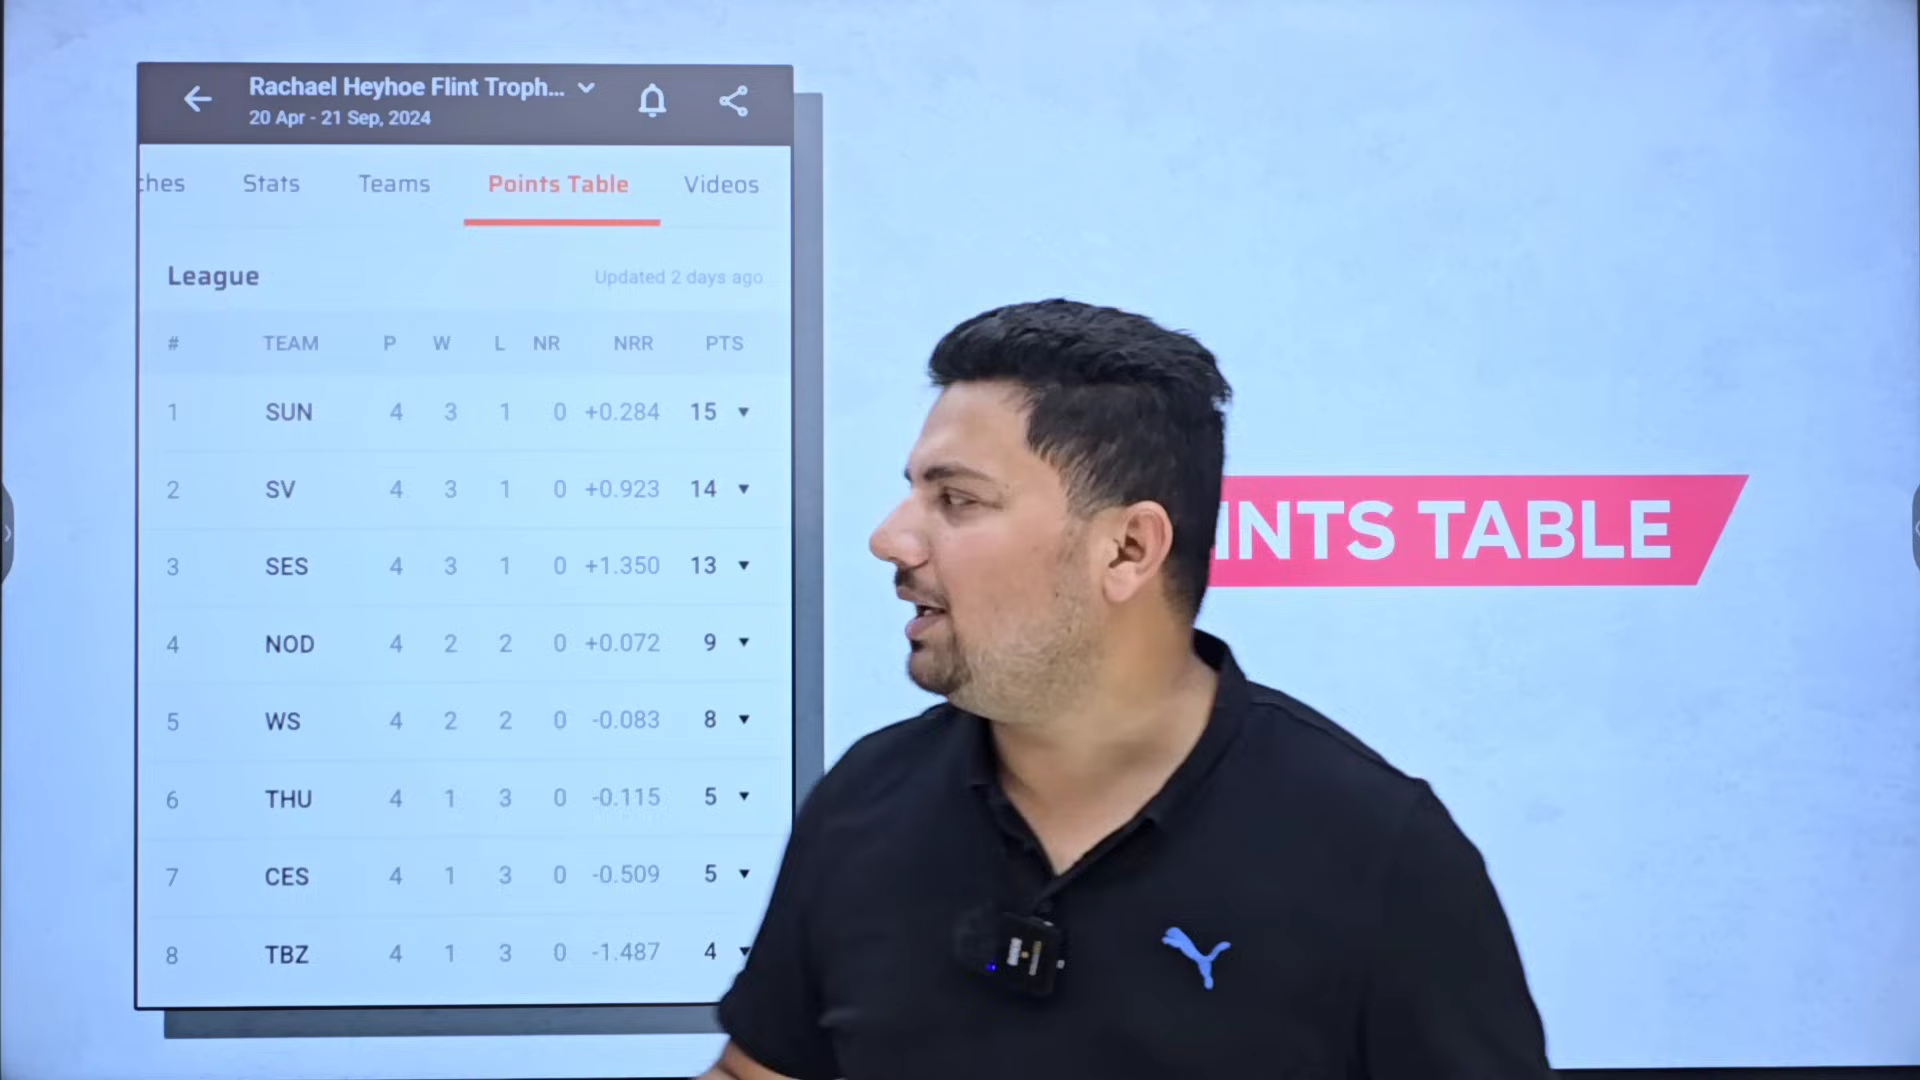 Rachael Heyhoe Flint Troph...
20 Apr - 21 Sep, 2024
ches Stats Teams Points Table Videos
League Updated 2 days ago
# TEAM P W L NR NRR PTS
1 SUN 4 3 1 0 +0.284 15
2 SV 4 3 1 0 +0.923 14
3 SES 4 3 1 0 +1.350 13
4 NOD 4 2 2 0 +0.072 9
5 WS 4 2 2 0 -0.083 8
6 THU 4 1 3 0 -0.115 5
7 CES 4 1 3 0 -0.509 5
8 TBZ 4 1 3 0 -1.487 4
INTS TABLE